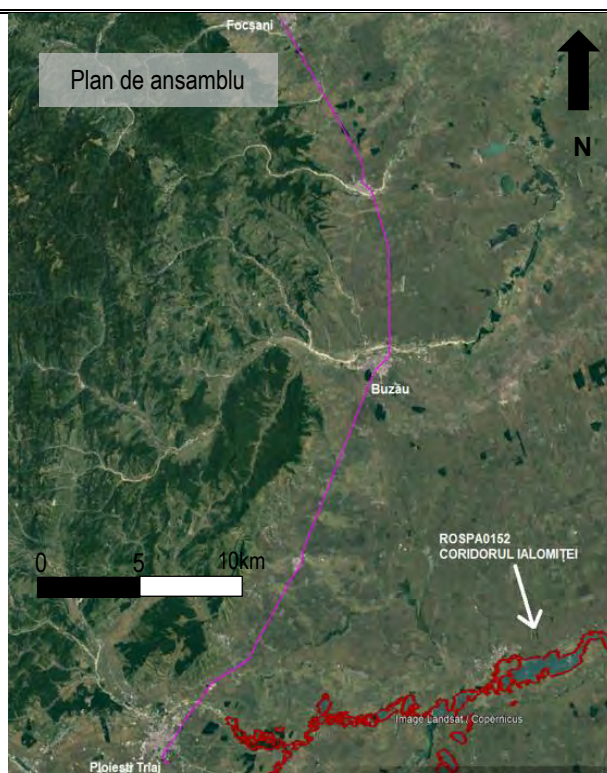 Focșani
Plan de ansamblu
N
Buzău
ROSPA0152
CORIDORUL IALOMIȚEI
0 5 10km
Image Landsat / Copernicus
Ploiești Triaj